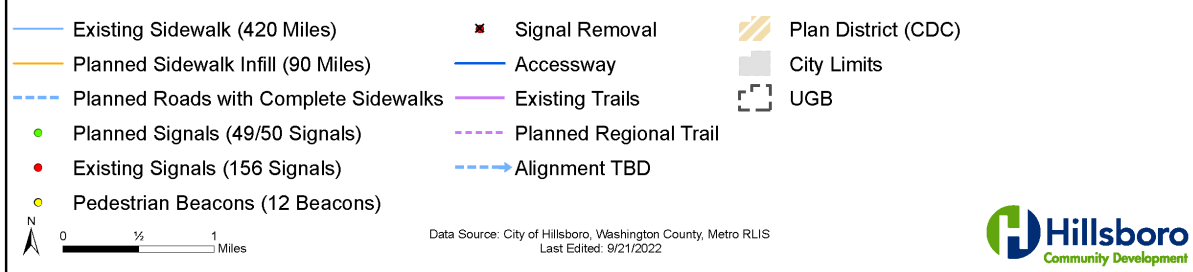 Existing Sidewalk (420 Miles)
Planned Sidewalk Infill (90 Miles)
Planned Roads with Complete Sidewalks
Planned Signals (49/50 Signals)
Existing Signals (156 Signals)
Pedestrian Beacons (12 Beacons)
Signal Removal
Accessway
Existing Trails
Planned Regional Trail
Alignment TBD
Plan District (CDC)
City Limits
UGB
N
0 ½ 1
Miles
Data Source: City of Hillsboro, Washington County, Metro RLIS
Last Edited: 9/21/2022
Hillsboro
Community Development